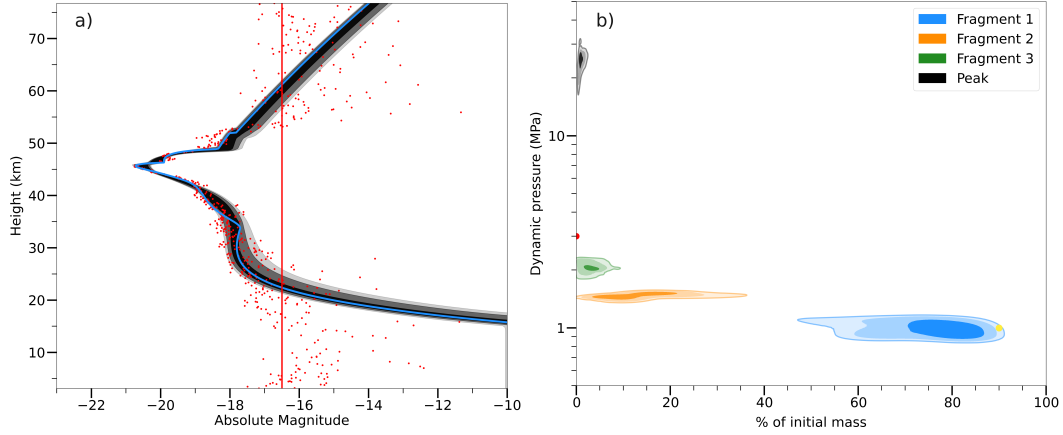 a)
70
60
50
40
30
20
10
Height (km)
−22 −20 −18 −16 −14 −12 −10
Absolute Magnitude
b)
Fragment 1
Fragment 2
Fragment 3
Peak
10
1
Dynamic pressure (MPa)
0 20 40 60 80 100
% of initial mass